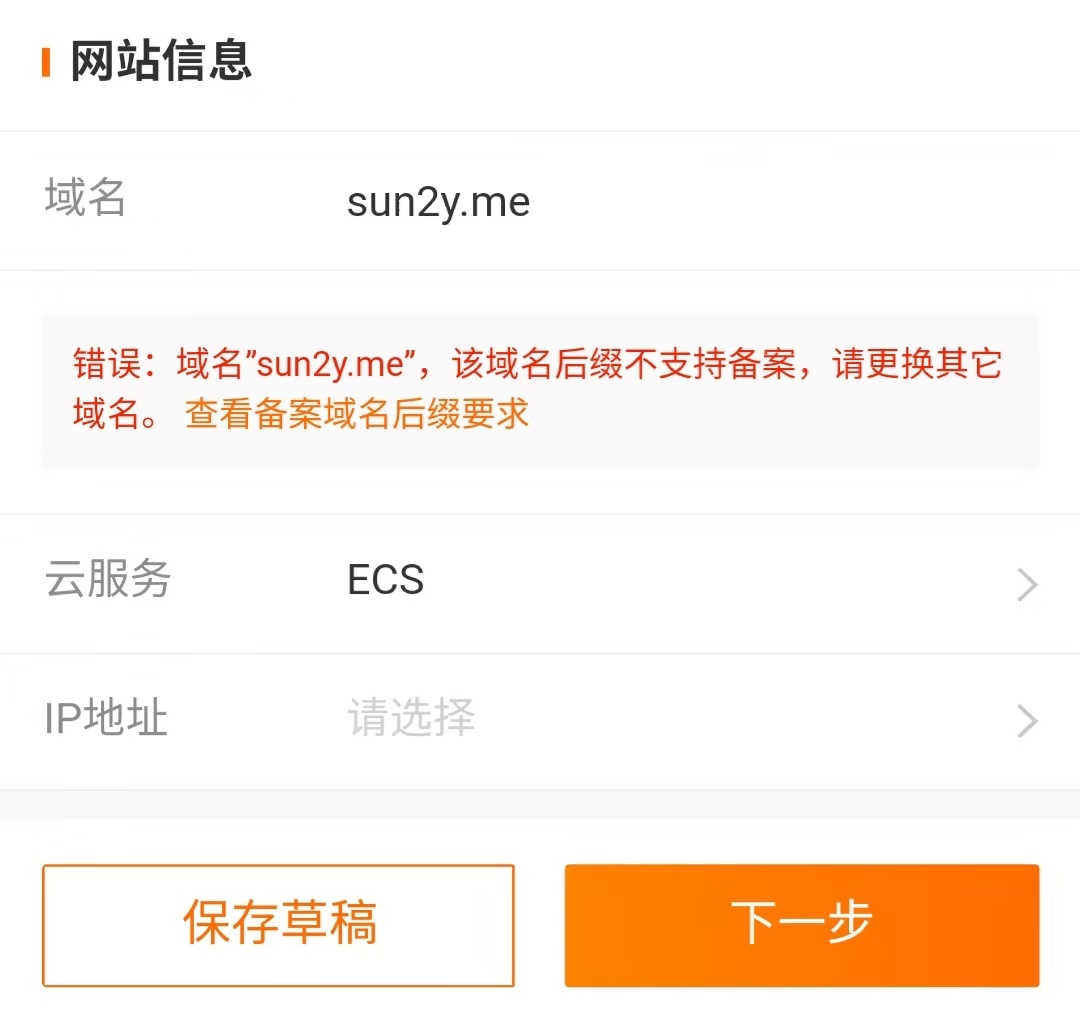 网站信息
域名
sun2y.me
错误：域名”sun2y.me”，该域名后缀不支持备案，请更换其它
域名。 查看备案域名后缀要求
云服务
ECS
IP地址
请选择
保存草稿
下一步